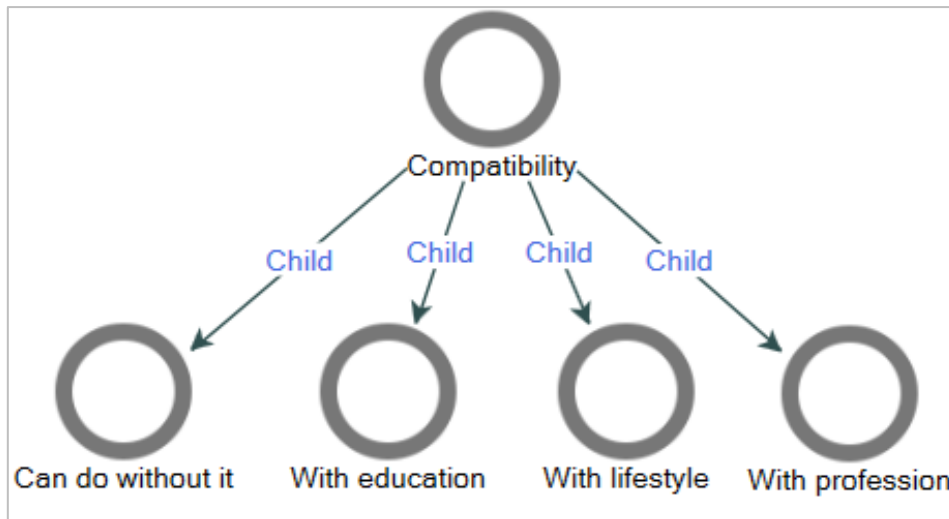 Compatibility
Child
Child
Child
Child
Can do without it
With education
With lifestyle
With profession